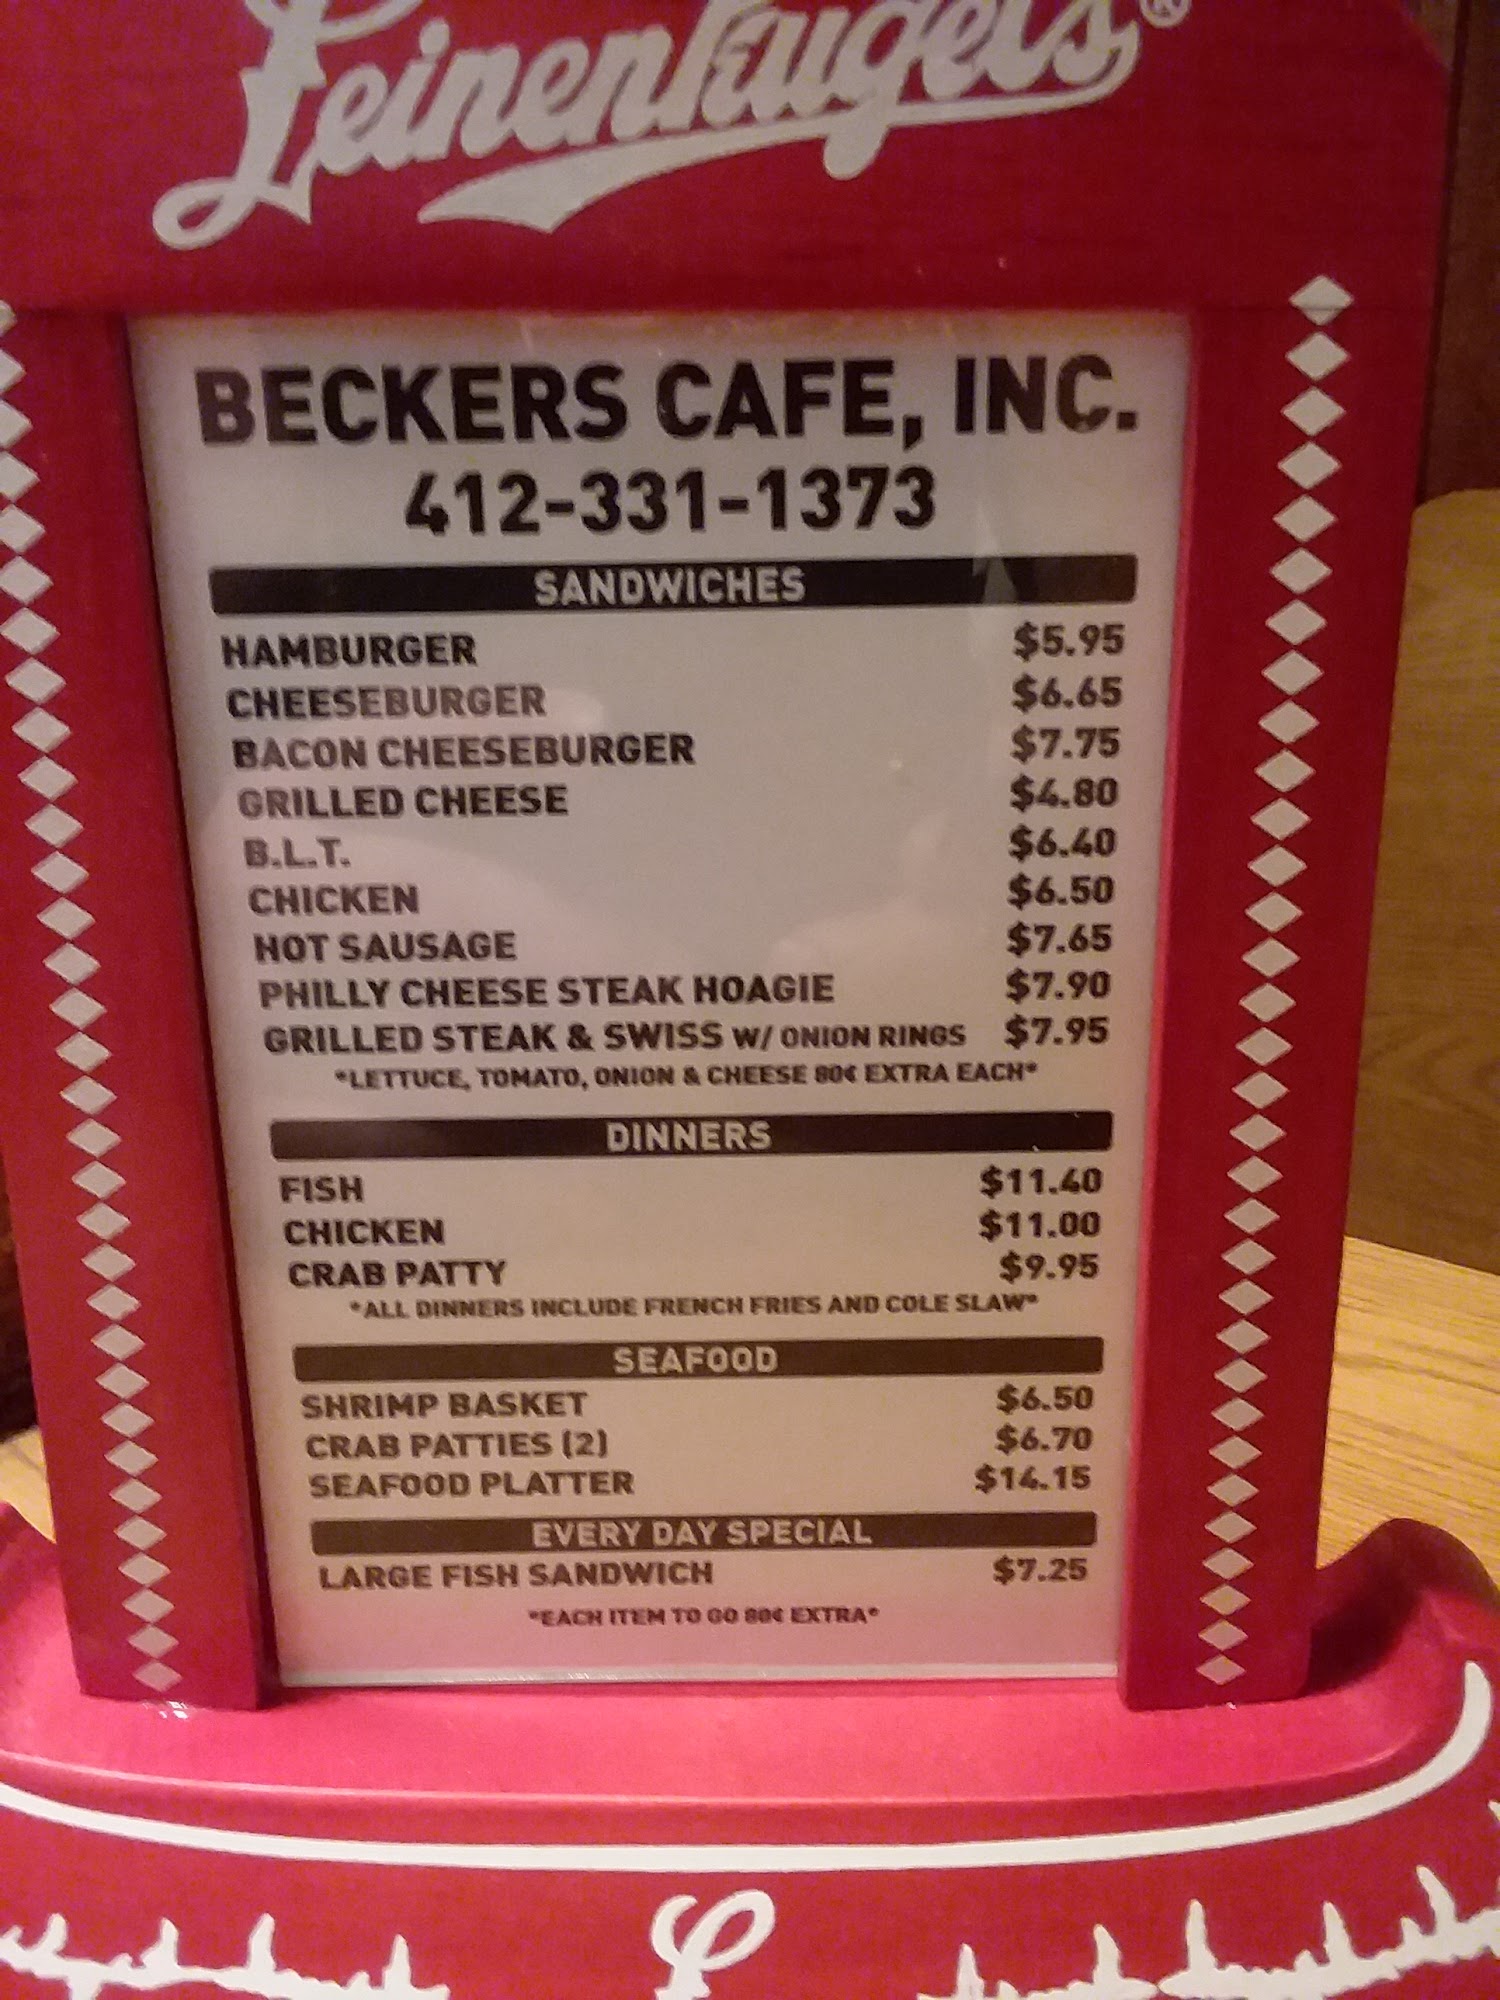 Leinenkugel's®
BECKERS CAFE, INC.
412-331-1373
SANDWICHES
HAMBURGER $5.95
CHEESEBURGER $6.65
BACON CHEESEBURGER $7.75
GRILLED CHEESE $4.80
B.L.T. $6.40
CHICKEN $6.50
HOT SAUSAGE $7.65
PHILLY CHEESE STEAK HOAGIE $7.90
GRILLED STEAK & SWISS W/ ONION RINGS $7.95
*LETTUCE, TOMATO, ONION & CHEESE 80¢ EXTRA EACH*
DINNERS
FISH $11.40
CHICKEN $11.00
CRAB PATTY $9.95
*ALL DINNERS INCLUDE FRENCH FRIES AND COLE SLAW*
SEAFOOD
SHRIMP BASKET $6.50
CRAB PATTIES (2) $6.70
SEAFOOD PLATTER $14.15
EVERY DAY SPECIAL
LARGE FISH SANDWICH $7.25
*EACH ITEM TO GO 80¢ EXTRA*